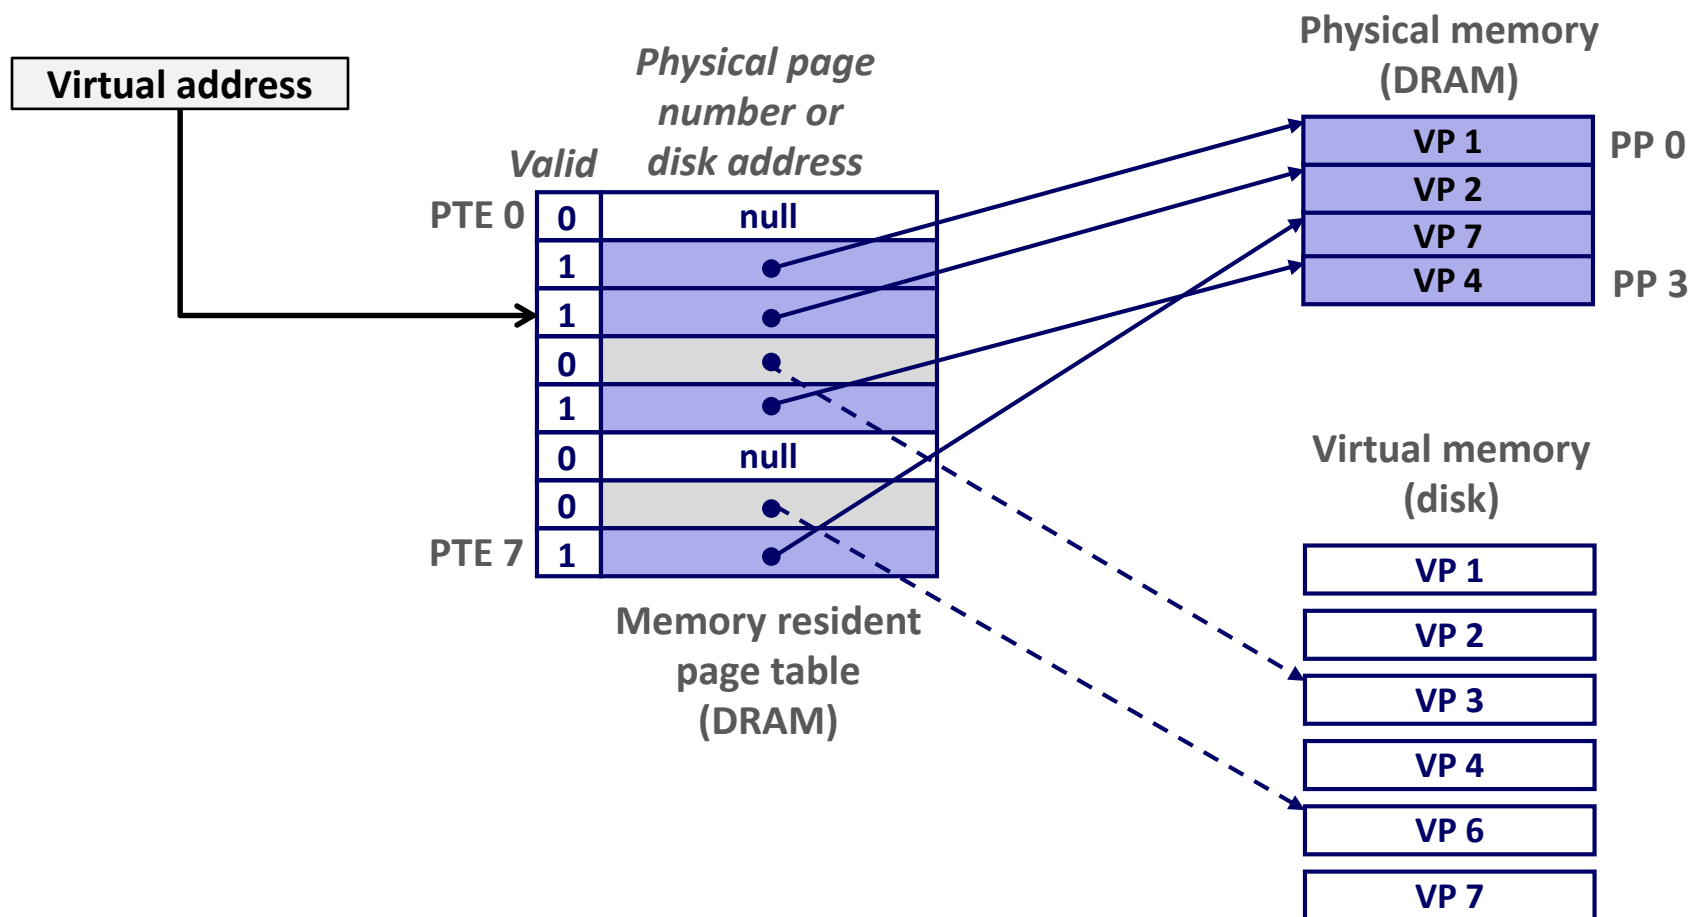 Virtual address
Physical page
number or
disk address
Valid
PTE 0
0
null
1
1
0
1
0
null
0
PTE 7
1
Memory resident
page table
(DRAM)
Physical memory
(DRAM)
VP 1
PP 0
VP 2
VP 7
VP 4
PP 3
Virtual memory
(disk)
VP 1
VP 2
VP 3
VP 4
VP 6
VP 7